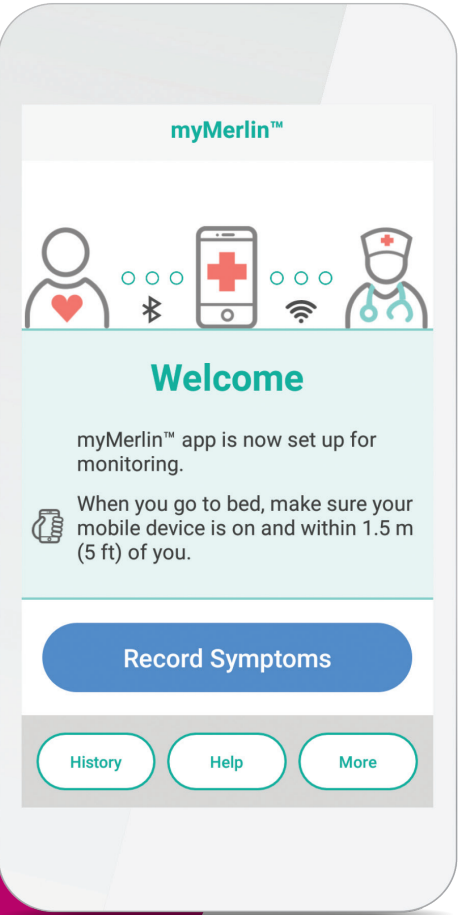 myMerlin™
Welcome
myMerlin™ app is now set up for
monitoring.
When you go to bed, make sure your
mobile device is on and within 1.5 m
(5 ft) of you.
Record Symptoms
History
Help
More